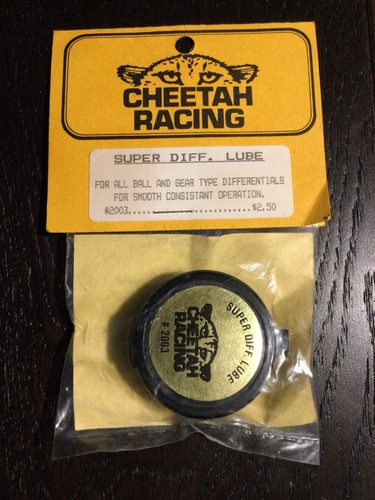 CHEETAH
RACING
SUPER DIFF. LUBE
FOR ALL BALL AND GEAR TYPE DIFFERENTIALS
FOR SMOOTH CONSISTANT OPERATION.
#2003....................$2.50
CHEETAH
RACING
# 2003
SUPER DIFF. LUBE